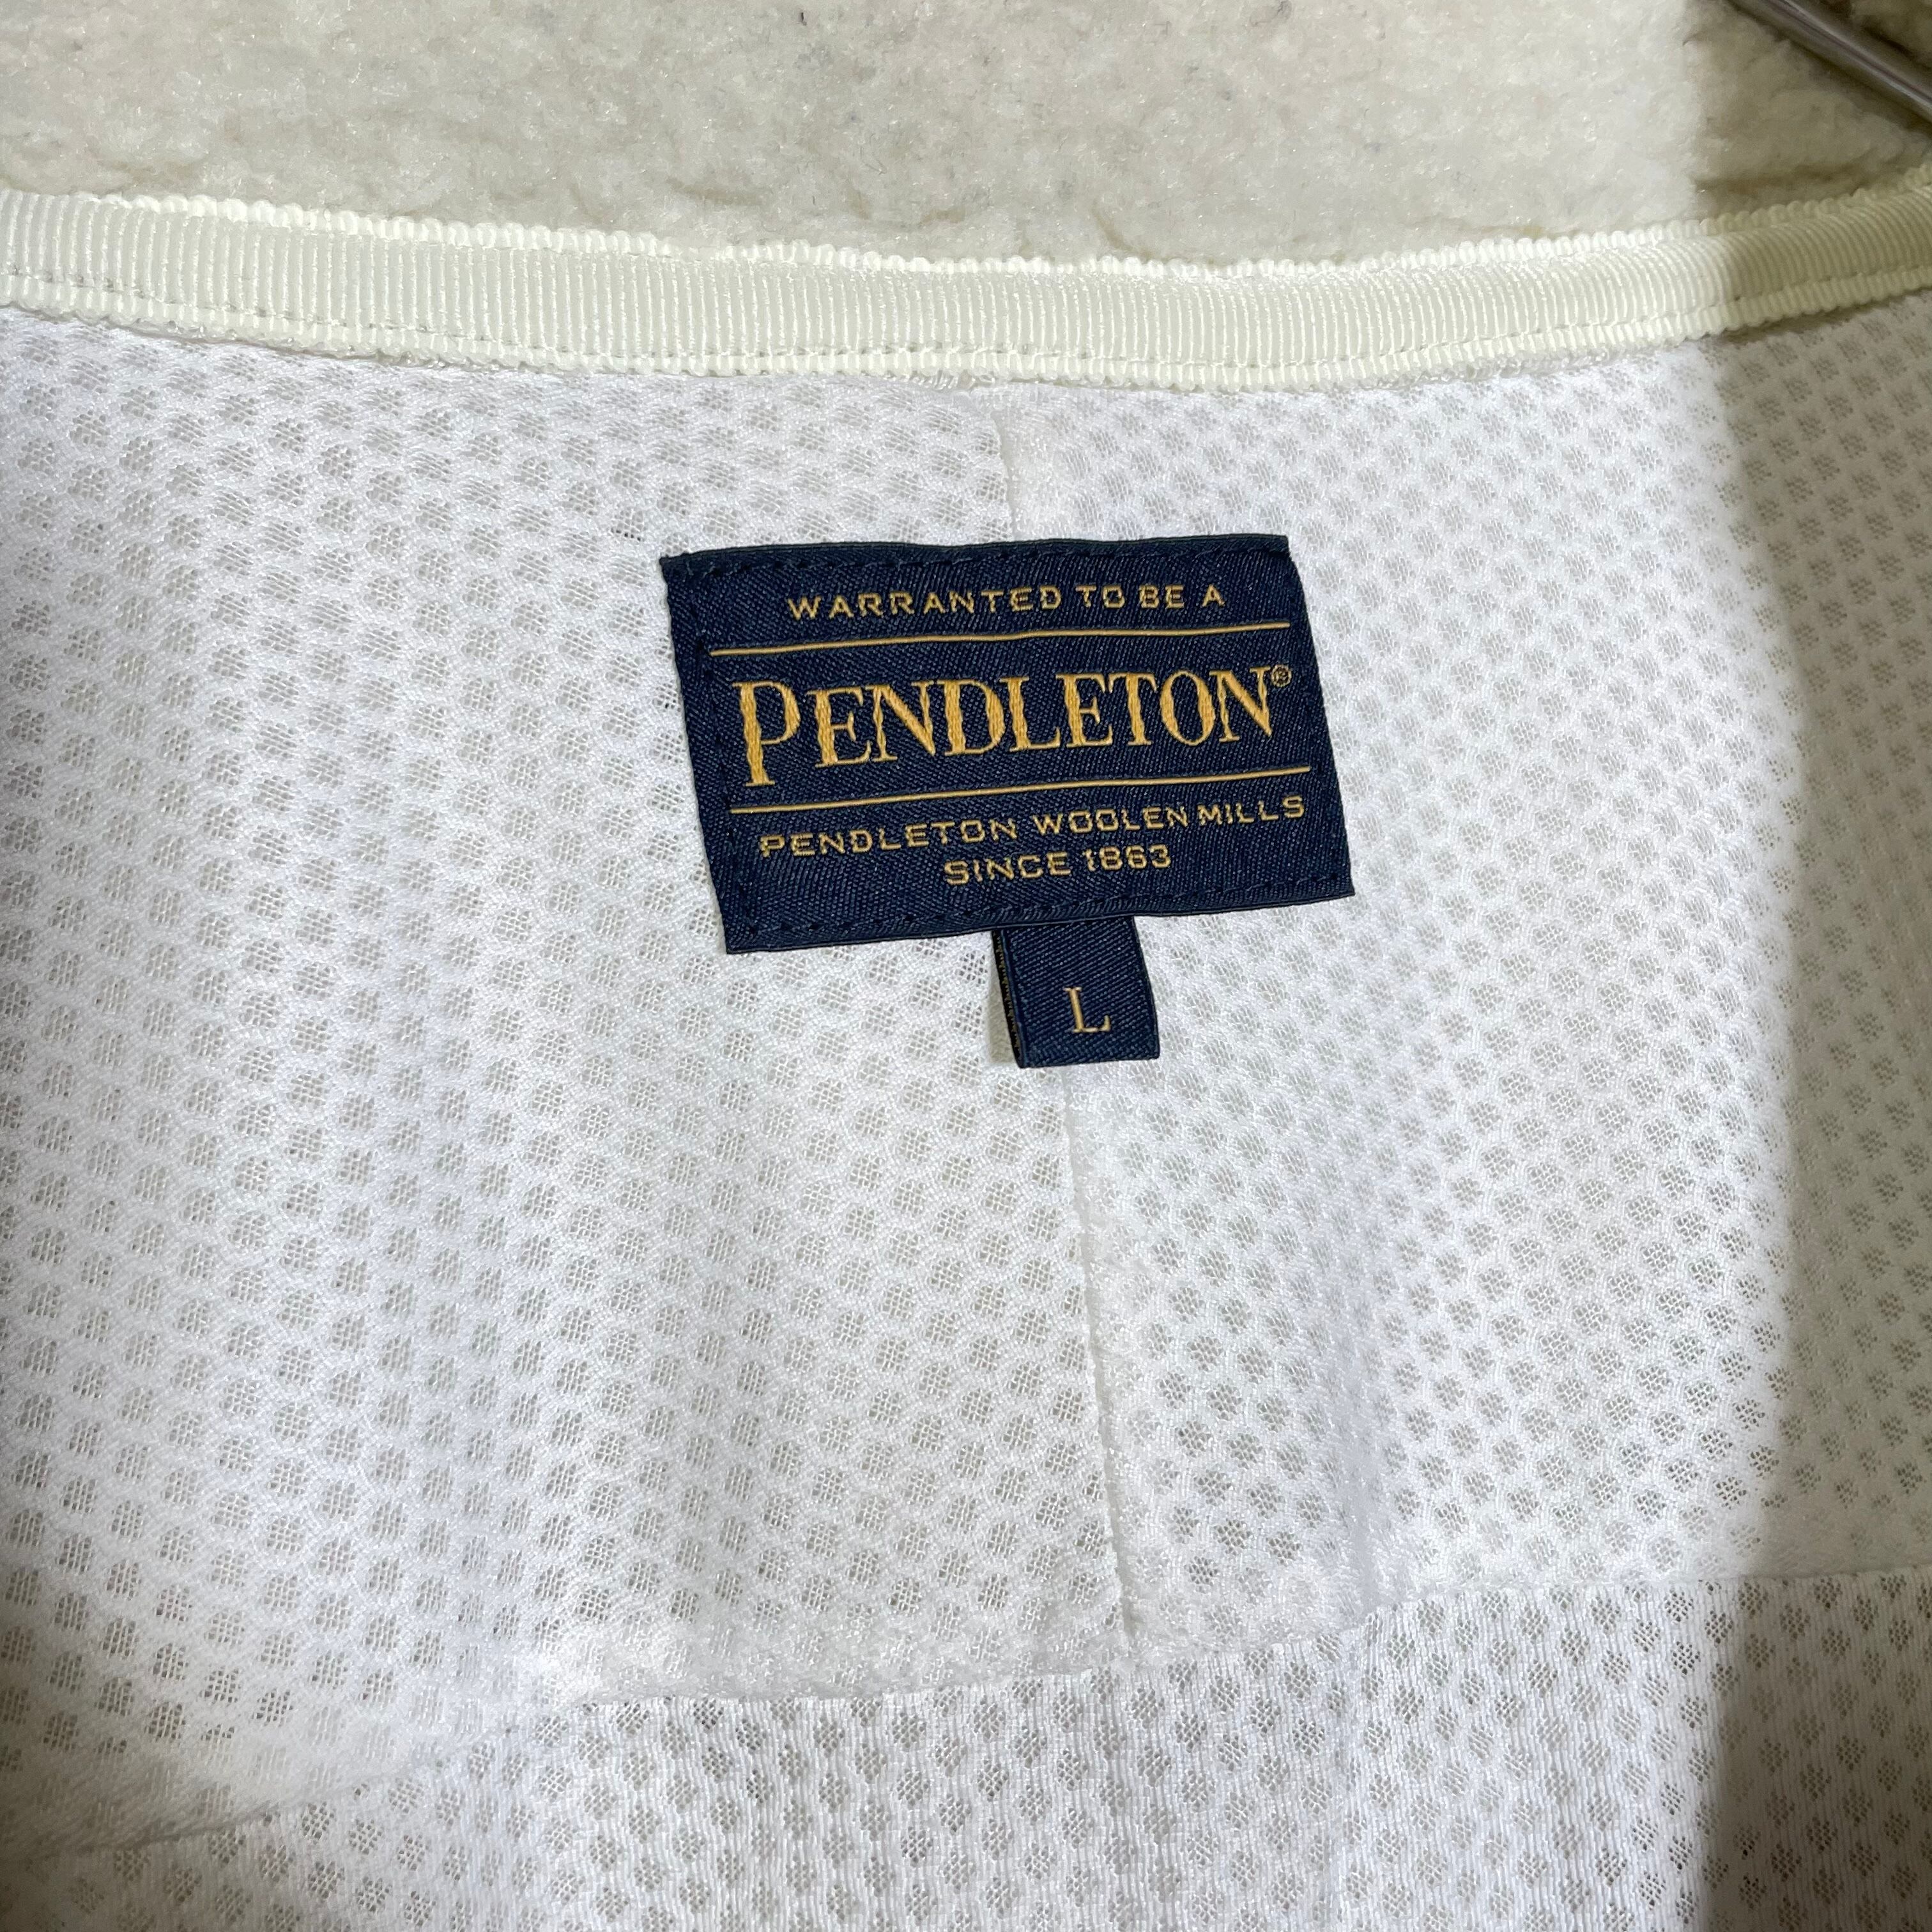 WARRANTED TO BE A
PENDLETON®
PENDLETON WOOLEN MILLS
SINCE 1863
L